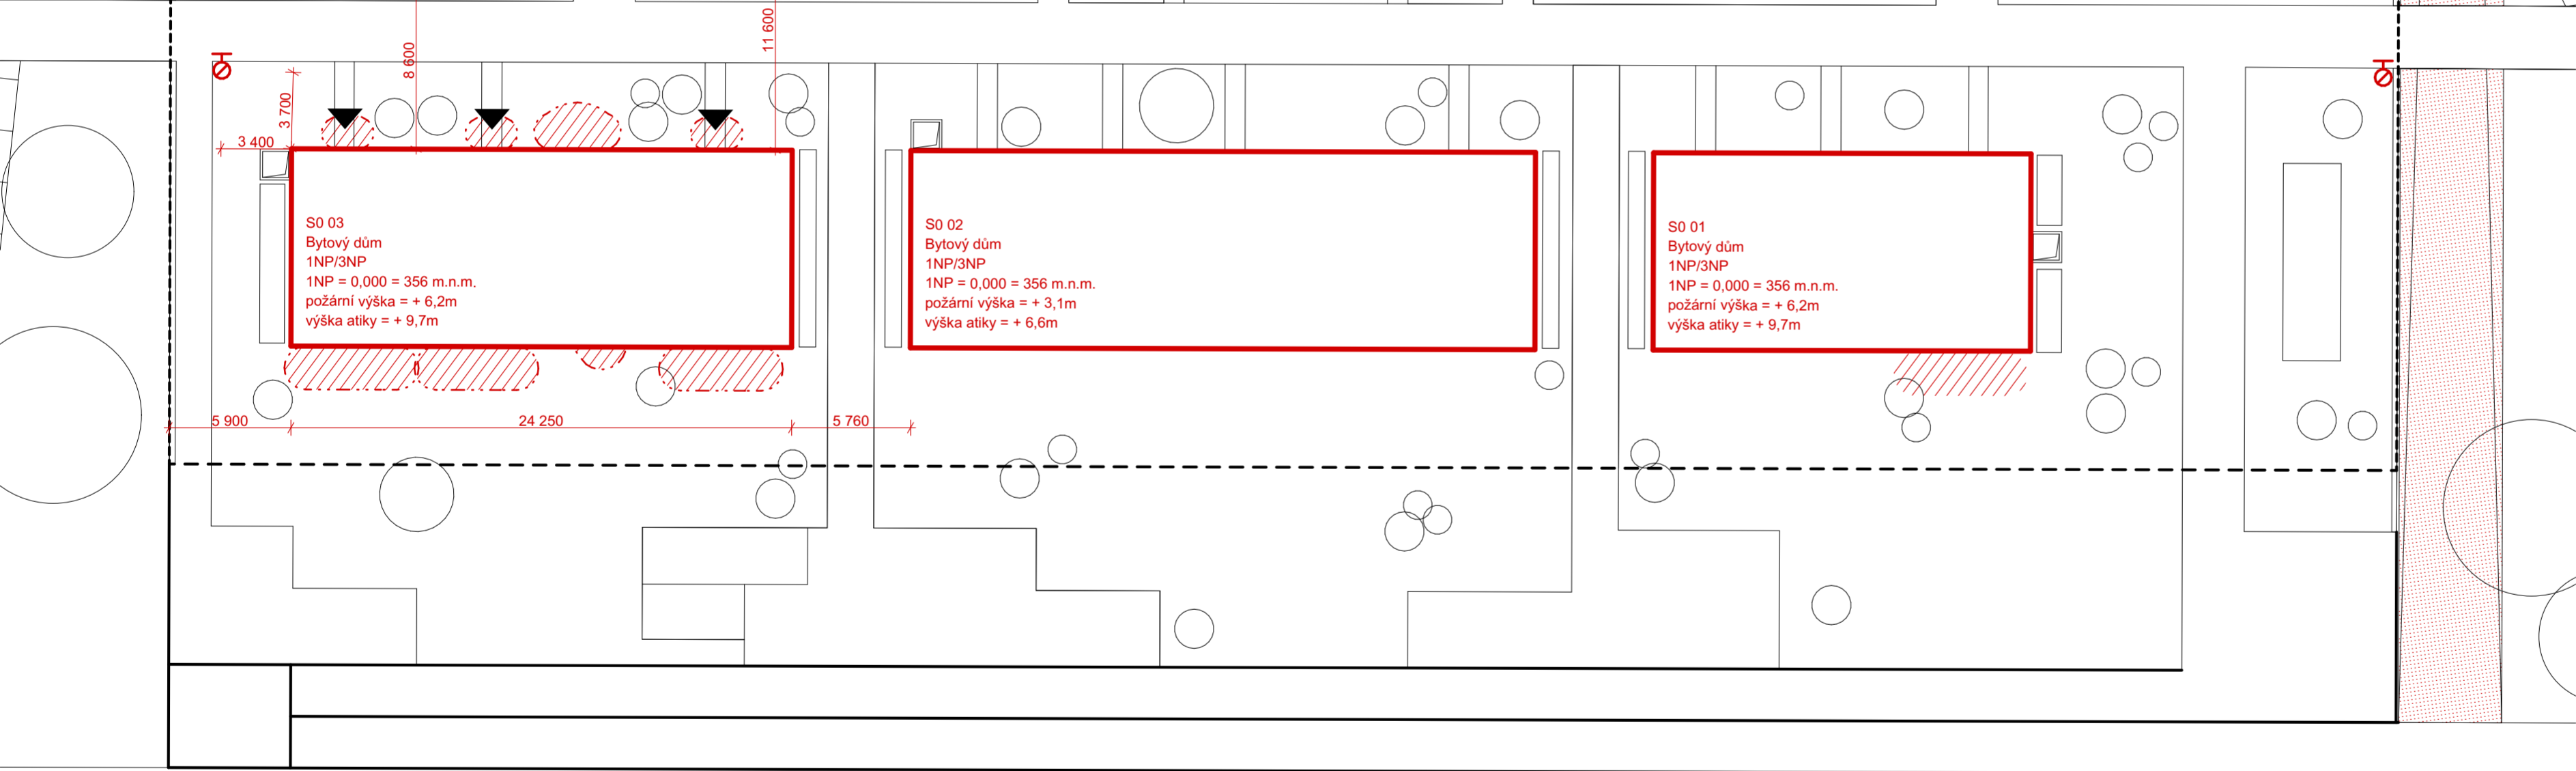 8 600
11 600
3 700
3 400
S0 03
Bytový dům
1NP/3NP
1NP = 0,000 = 356 m.n.m.
požární výška = + 6,2m
výška atiky = + 9,7m
S0 02
Bytový dům
1NP/3NP
1NP = 0,000 = 356 m.n.m.
požární výška = + 3,1m
výška atiky = + 6,6m
S0 01
Bytový dům
1NP/3NP
1NP = 0,000 = 356 m.n.m.
požární výška = + 6,2m
výška atiky = + 9,7m
5 900
24 250
5 760